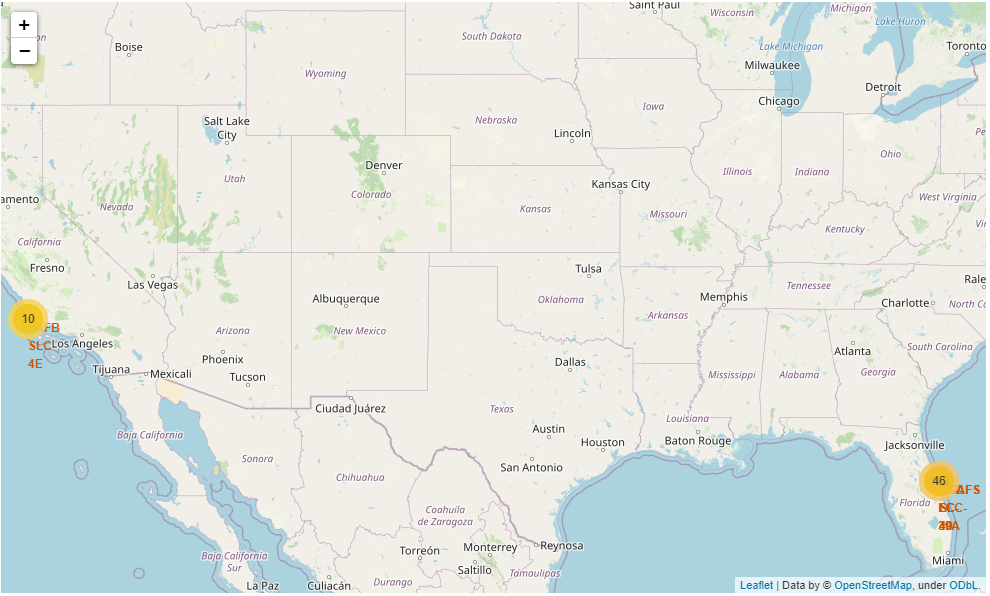 +
−
Saint Paul
Wisconsin
Michigan
Lake Huron
Boise
South Dakota
Lake Michigan
Toronto
Wyoming
Milwaukee
Detroit
Chicago
Iowa
Nebraska
Salt Lake
City
Lincoln
Ohio
Denver
Illinois
Indiana
Utah
Kansas City
Colorado
West Virginia
Nevada
Kansas
Missouri
Kentucky
California
Fresno
Tulsa
Las Vegas
Tennessee
Albuquerque
Oklahoma
Memphis
Charlotte
10
FB
Arkansas
Arizona
New Mexico
SLC-
Los Angeles
South Carolina
Atlanta
4E
Phoenix
Dallas
Tijuana
Mexicali
Tucson
Mississippi
Alabama
Georgia
Ciudad Juárez
Texas
Louisiana
Austin
Baja California
Houston
Baton Rouge
Jacksonville
Sonora
San Antonio
Chihuahua
46
AFS
Florida
Coahuila
de Zaragoza
Baja California
Sur
Torreón
Monterrey
Reynosa
Miami
Saltillo
Tamaulipas
La Paz
Culiacán
Durango
Leaflet | Data by © OpenStreetMap, under ODbL.